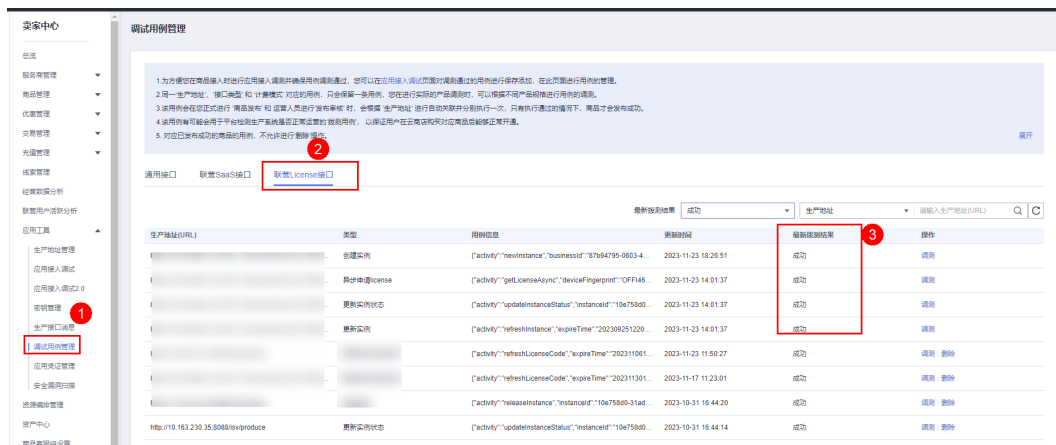 卖家中心
调试用例管理
总览
服务商管理
商品管理
优惠管理
交易管理
充值管理
线索管理
经营数据分析
联营用户活跃分析
应用工具
生产地址管理
应用接入调试
应用接入调试2.0
密钥管理
1
生产接口消息
调试用例管理
应用凭证管理
安全漏洞扫描
资源编排管理
资产中心
商品客服组设置
1.为方便您在商品接入时进行应用接入调测并确保用例调测通过，您可以在应用接入调试页面对调测通过的用例进行保存添加，在此页面进行用例的管理。
2.同一'生产地址'、'接口类型' 和 '计费模式' 对应的用例，只会保留一条用例，您在进行实际的产品调测时，可以根据不同产品规格进行用例的调测。
3.该用例会在您正式进行 '商品发布' 和 运营人员进行'发布审核' 时，会根据 '生产地址' 进行自动关联并分别执行一次，只有执行通过的情况下，商品才会发布成功。
4.该用例有可能会用于平台检测生产系统是否正常运营的'拨测用例'，以保证用户在云商店购买对应商品后能够正常开通。
5. 对应已发布成功的商品的用例，不允许进行'删除'操作。
展开
2
通用接口 联营SaaS接口 联营License接口
最新拨测结果 成功 生产地址 请输入生产地址(URL)
生产地址(URL) 类型 用例信息 更新时间 最新拨测结果 3 操作
创建实例 {"activity":"newInstance","businessId":"87b94795-0603-4... 2023-11-23 18:26:51 成功 调测
异步申请license {"activity":"getLicenseAsync","deviceFingerprint":"OFFI46... 2023-11-23 14:01:37 成功 调测
更新实例状态 {"activity":"updateInstanceStatus","instanceId":"10e758d0... 2023-11-23 14:01:37 成功 调测
更新实例 {"activity":"refreshInstance","expireTime":"202309251220... 2023-11-23 14:01:37 成功 调测
{"activity":"refreshLicenseCode","expireTime":"202311061... 2023-11-23 11:50:27 成功 调测 删除
{"activity":"refreshLicenseCode","expireTime":"202311301... 2023-11-17 11:23:01 成功 调测 删除
{"activity":"releaseInstance","instanceId":"10e758d0-31ad... 2023-10-31 16:44:20 成功 调测 删除
http://10.163.230.35:8088/isv/produce 更新实例状态 {"activity":"updateInstanceStatus","instanceId":"10e758d0... 2023-10-31 16:44:14 成功 调测 删除